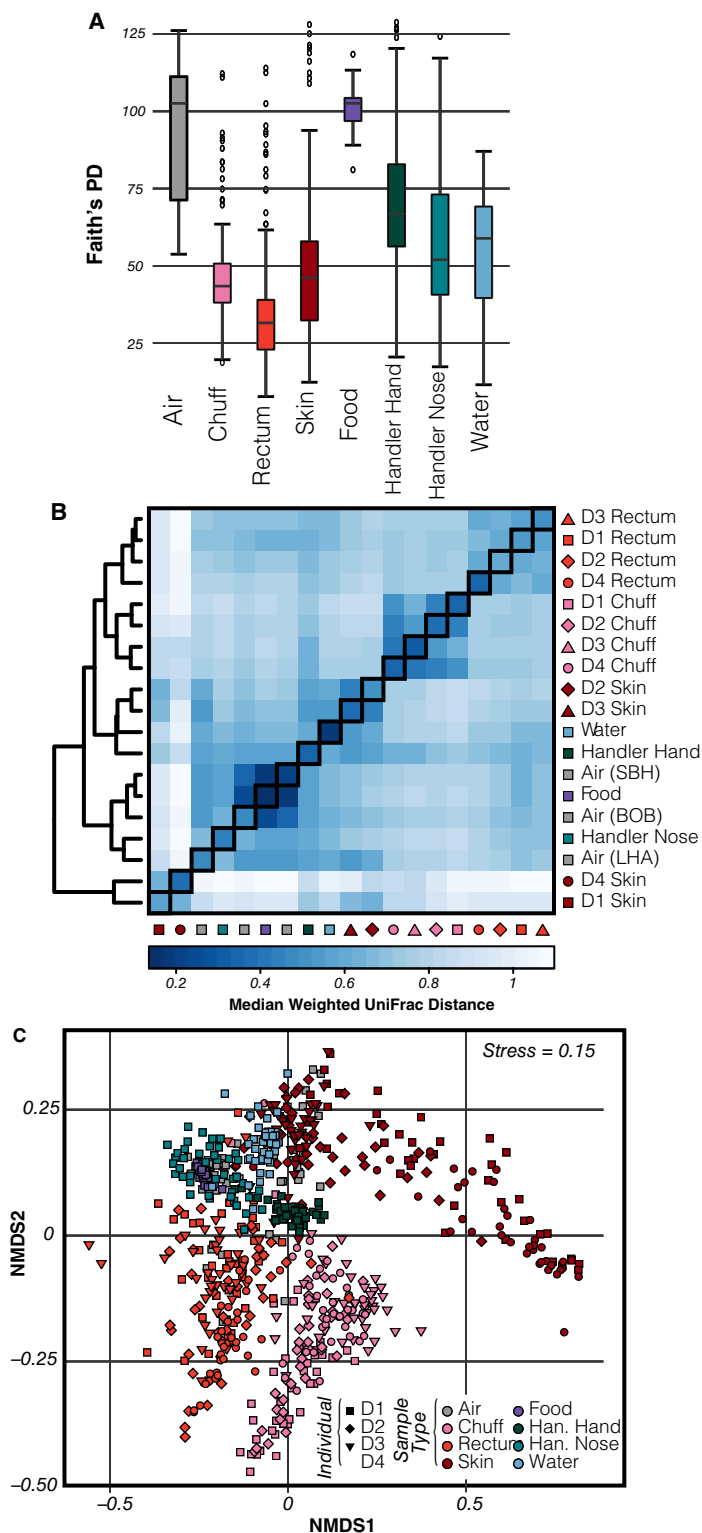 A
125
100
75
50
25
Faith's PD
Air
Chuff
Rectum
Skin
Food
Handler Hand
Handler Nose
Water
B
D3 Rectum
D1 Rectum
D2 Rectum
D4 Rectum
D1 Chuff
D2 Chuff
D3 Chuff
D4 Chuff
D2 Skin
D3 Skin
Water
Handler Hand
Air (SBH)
Food
Air (BOB)
Handler Nose
Air (LHA)
D4 Skin
D1 Skin
0.2 0.4 0.6 0.8 1
Median Weighted UniFrac Distance
C
Stress = 0.15
0.25
0
−0.25
−0.50
NMDS2
Individual
D1
D2
D3
D4
Sample Type
Air
Chuff
Rectum
Skin
Food
Han. Hand
Han. Nose
Water
−0.5 0 0.5
NMDS1